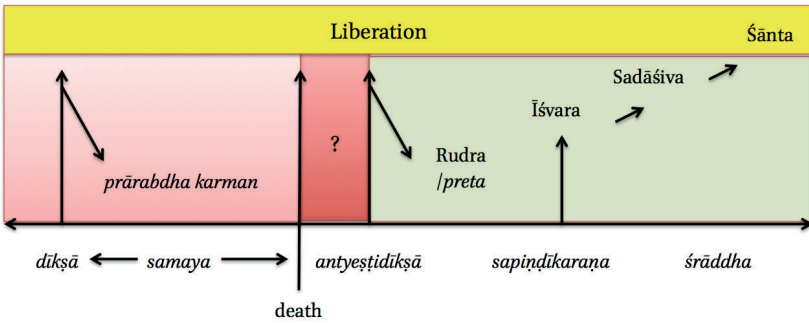 Liberation
Śānta
Sadāśiva
Īśvara
?
Rudra
/preta
prārabdha karman
dīkṣā
samaya
antyeṣṭidīkṣā
sapiṇḍīkaraṇa
śrāddha
death